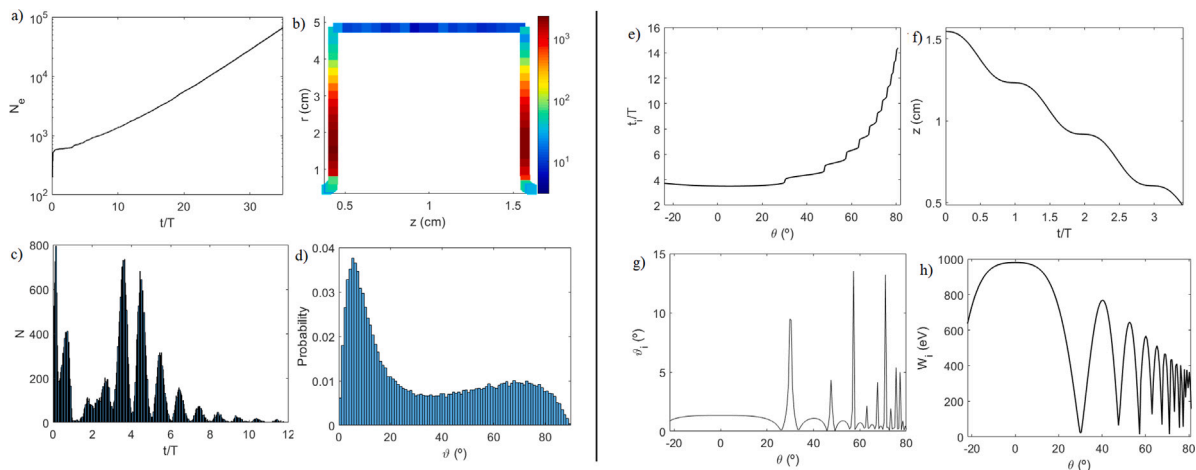 a)
10^5
10^4
10^3
10^2
N_e
0 10 20 30
t/T
b)
5
4
3
2
1
r (cm)
0.5 1 1.5
z (cm)
10^3
10^2
10^1
c)
800
600
400
200
0
N
0 2 4 6 8 10 12
t/T
d)
0.04
0.03
0.02
0.01
0
Probability
0 20 40 60 80
ϑ (º)
e)
16
14
12
10
8
6
4
2
t_i/T
-20 0 20 40 60 80
θ (º)
f)
1.5
1
0.5
z (cm)
0 0.5 1 1.5 2 2.5 3
t/T
g)
15
10
5
0
ϑ_i (º)
-20 0 20 40 60 80
θ (º)
h)
1000
800
600
400
200
0
W_i (eV)
-20 -10 0 10 20 30 40 50 60 70 80
θ (º)